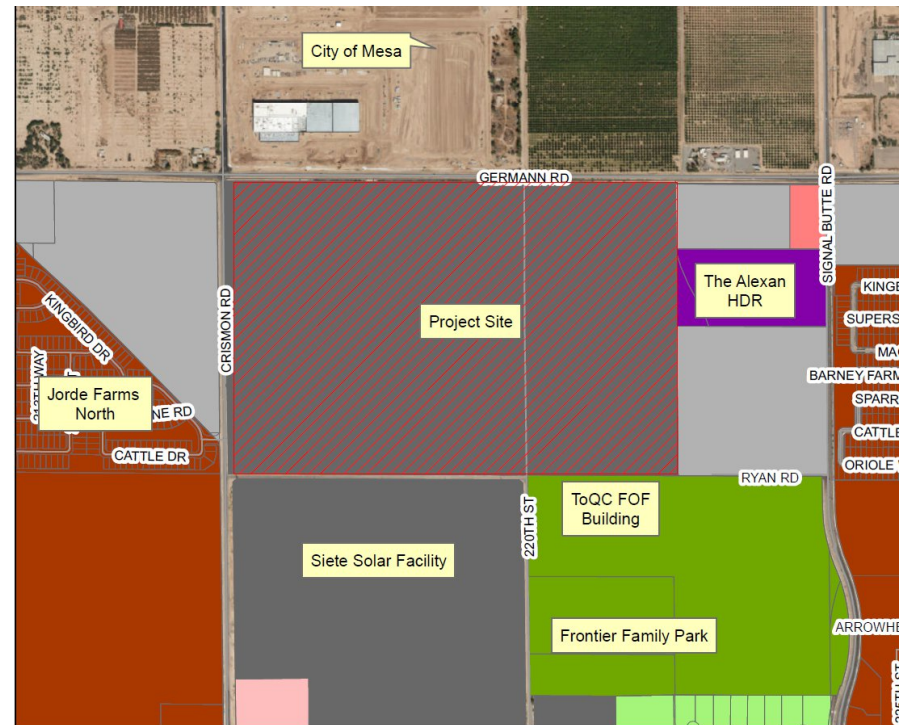 City of Mesa
GERMANN RD
SIGNAL BUTTE RD
The Alexan
HDR
Project Site
CRISMON RD
KINGBIRD DR
Jorde Farms
North
NE RD
CATTLE DR
SUPERS
BARNEY FARM
SPARR
CATTLE
ORIOLE
RYAN RD
ToQC FOF
Building
220TH ST
Siete Solar Facility
Frontier Family Park
ARROWHE
225TH ST